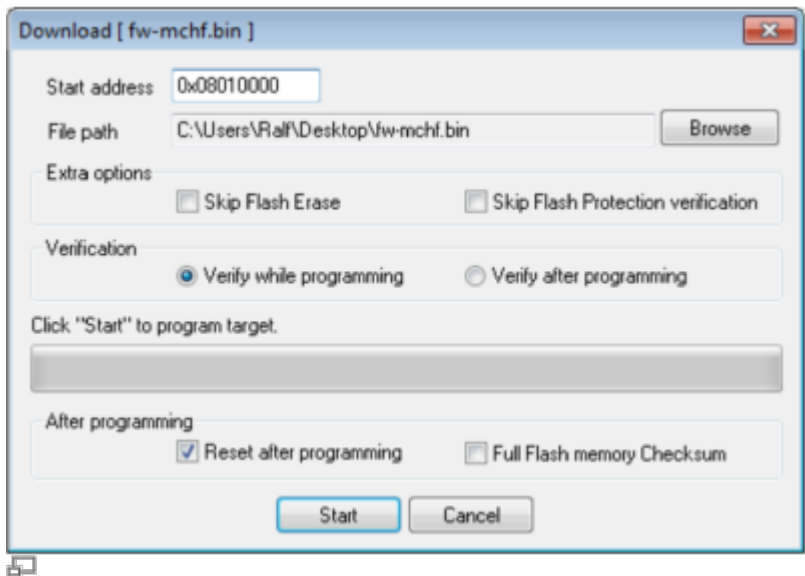 Download [ fw-mchf.bin ]
Start address 0x08010000
File path C:\Users\Ralf\Desktop\fw-mchf.bin Browse
Extra options
Skip Flash Erase Skip Flash Protection verification
Verification
Verify while programming Verify after programming
Click "Start" to program target.
After programming
Reset after programming Full Flash memory Checksum
Start Cancel